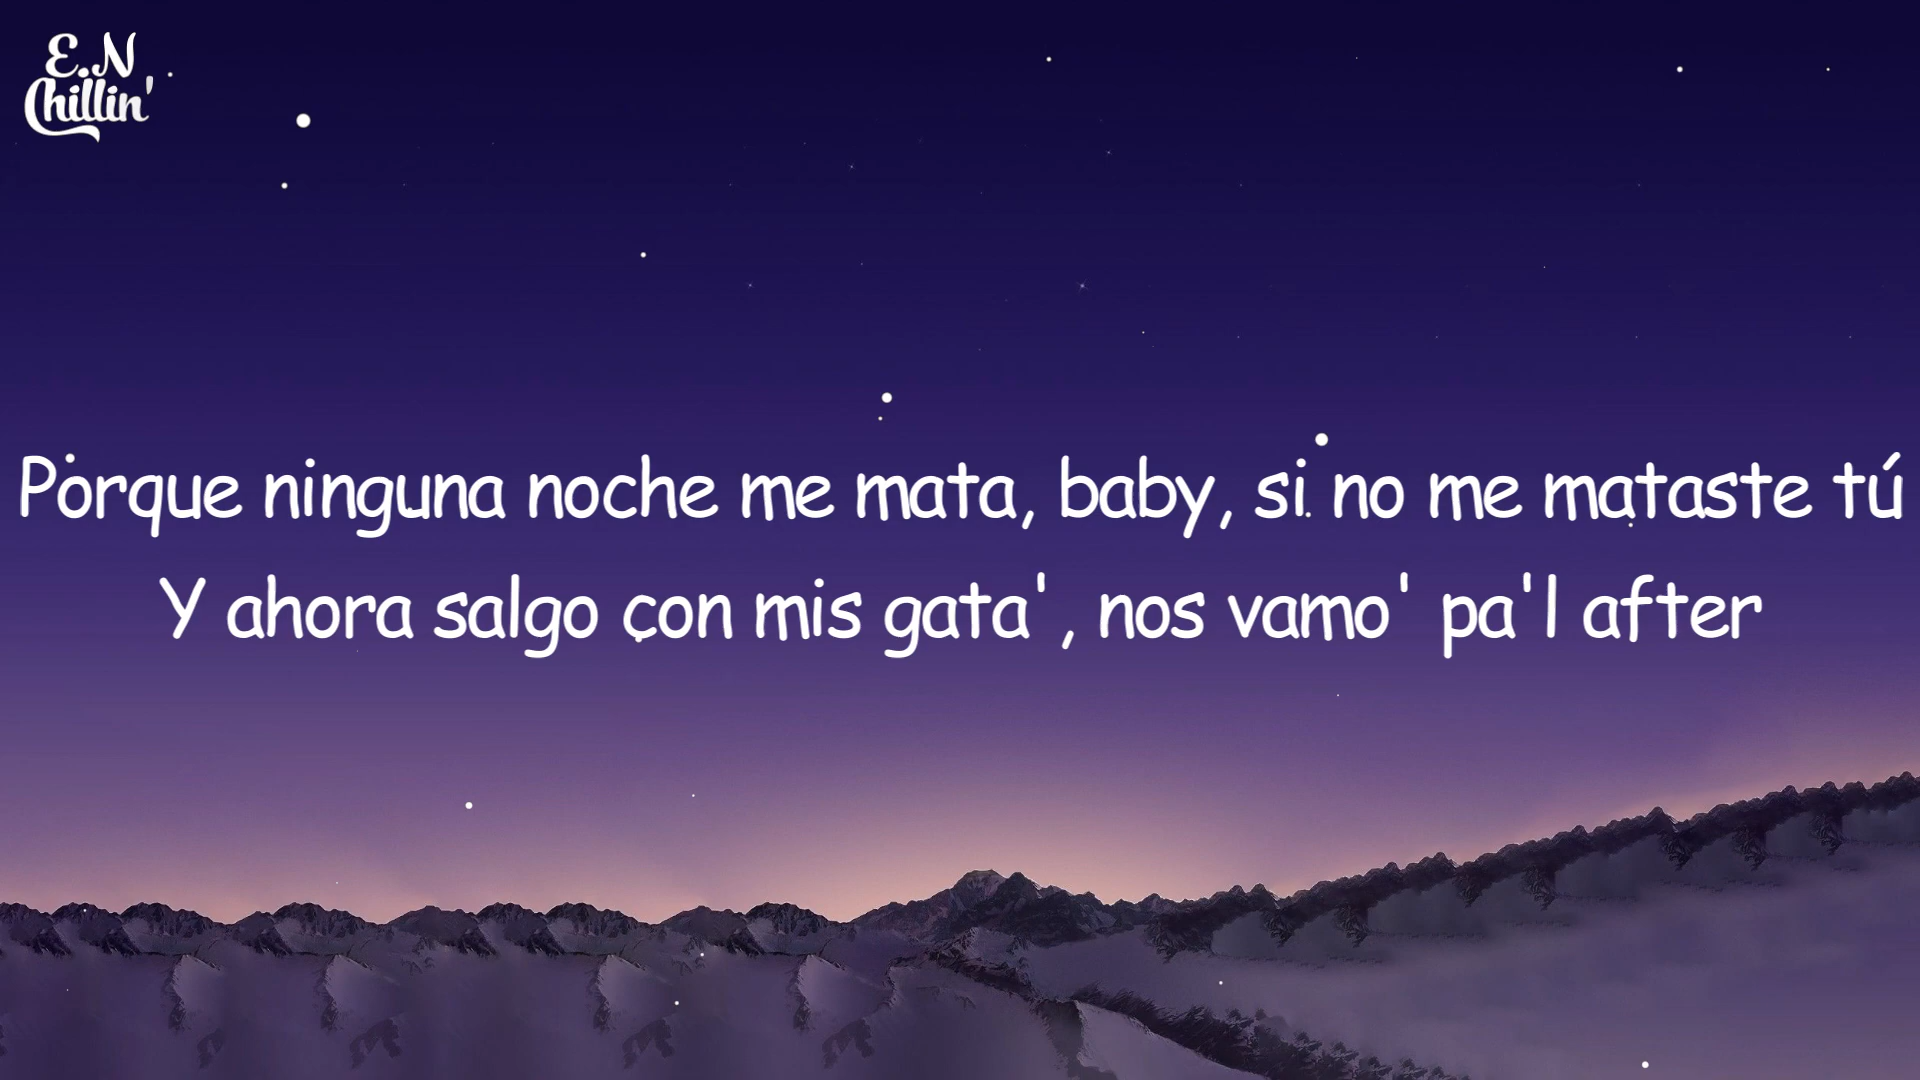 E.N
Chillin'
Porque ninguna noche me mata, baby, si no me mataste tú
Y ahora salgo con mis gata', nos vamo' pa'l after